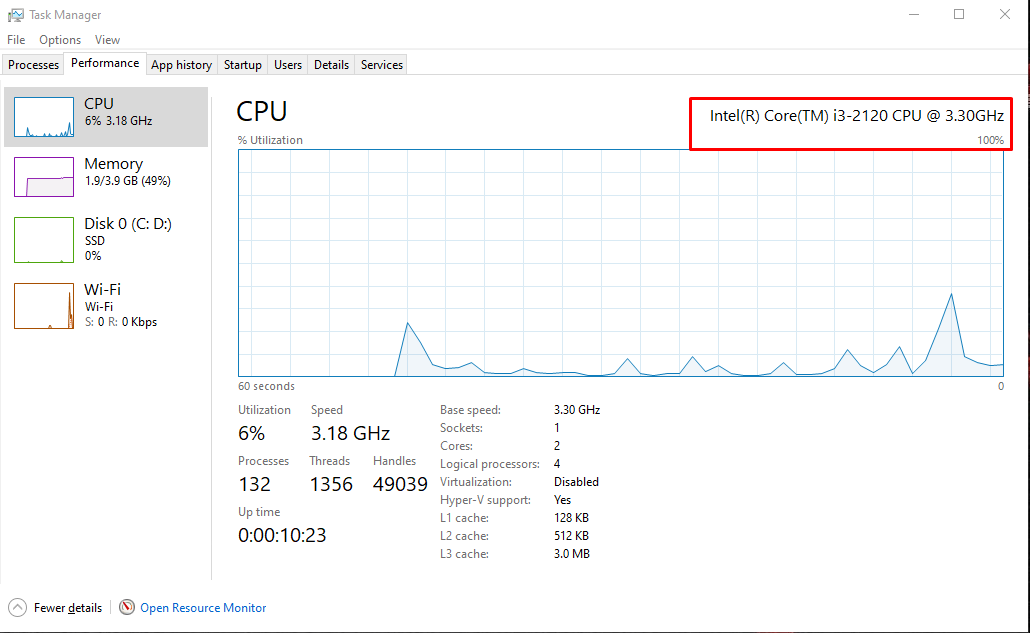 Task Manager
File Options View
Processes Performance App history Startup Users Details Services
CPU
6% 3.18 GHz
Memory
1.9/3.9 GB (49%)
Disk 0 (C: D:)
SSD
0%
Wi-Fi
Wi-Fi
S: 0 R: 0 Kbps
CPU
Intel(R) Core(TM) i3-2120 CPU @ 3.30GHz
% Utilization 100%
60 seconds 0
Utilization Speed
6% 3.18 GHz
Processes Threads Handles
132 1356 49039
Up time
0:00:10:23
Base speed: 3.30 GHz
Sockets: 1
Cores: 2
Logical processors: 4
Virtualization: Disabled
Hyper-V support: Yes
L1 cache: 128 KB
L2 cache: 512 KB
L3 cache: 3.0 MB
Fewer details Open Resource Monitor